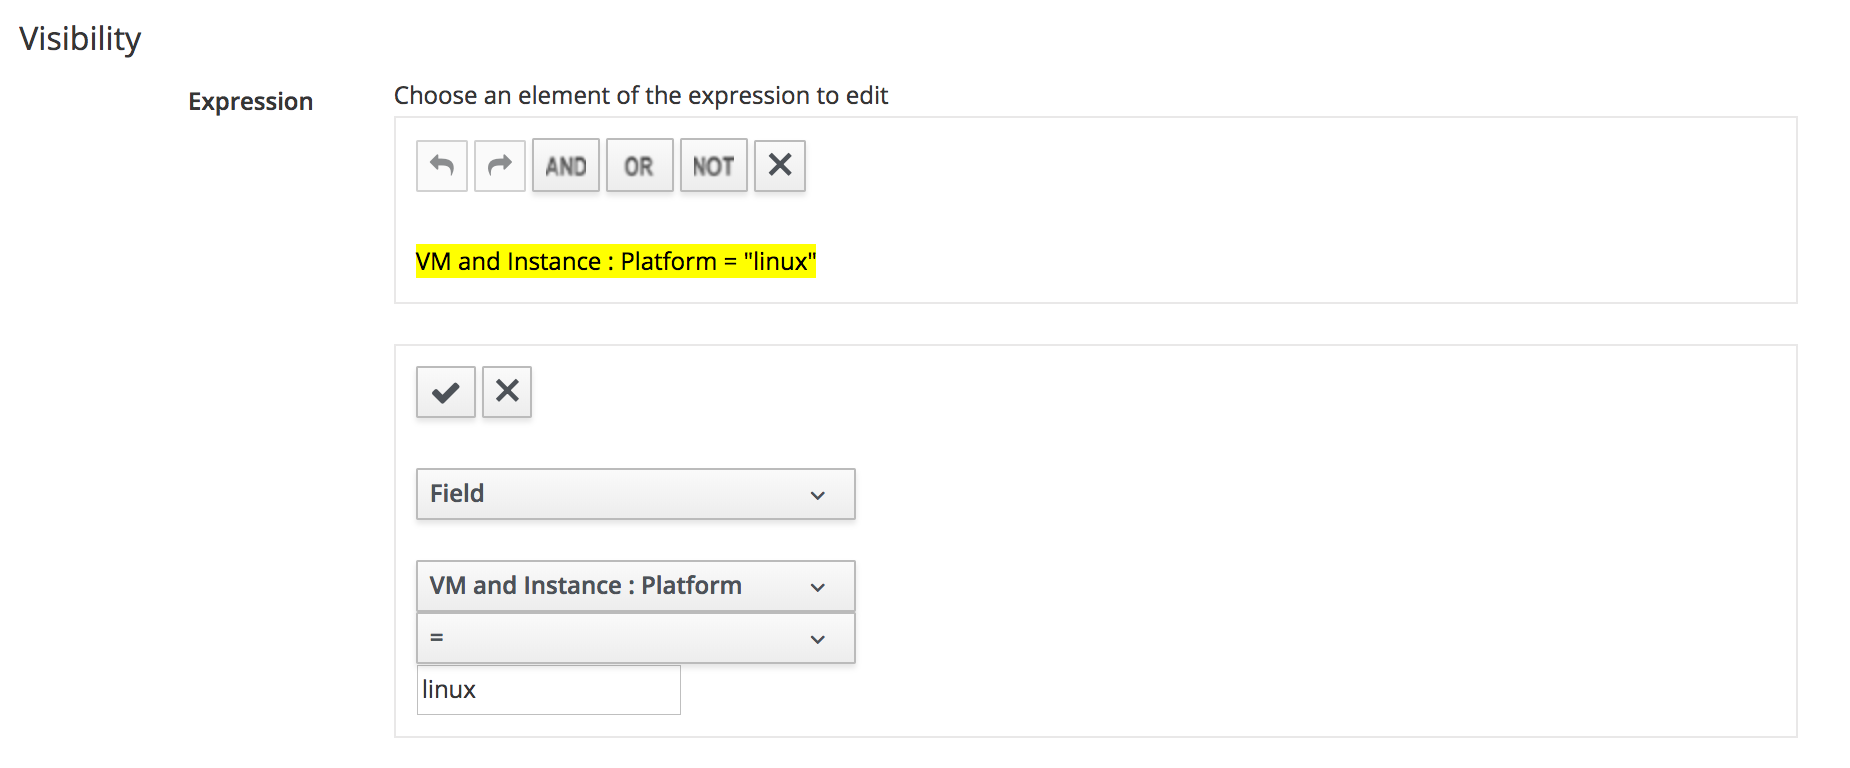 Visibility
Expression
Choose an element of the expression to edit
AND OR NOT
VM and Instance : Platform = "linux"
Field
VM and Instance : Platform
=
linux